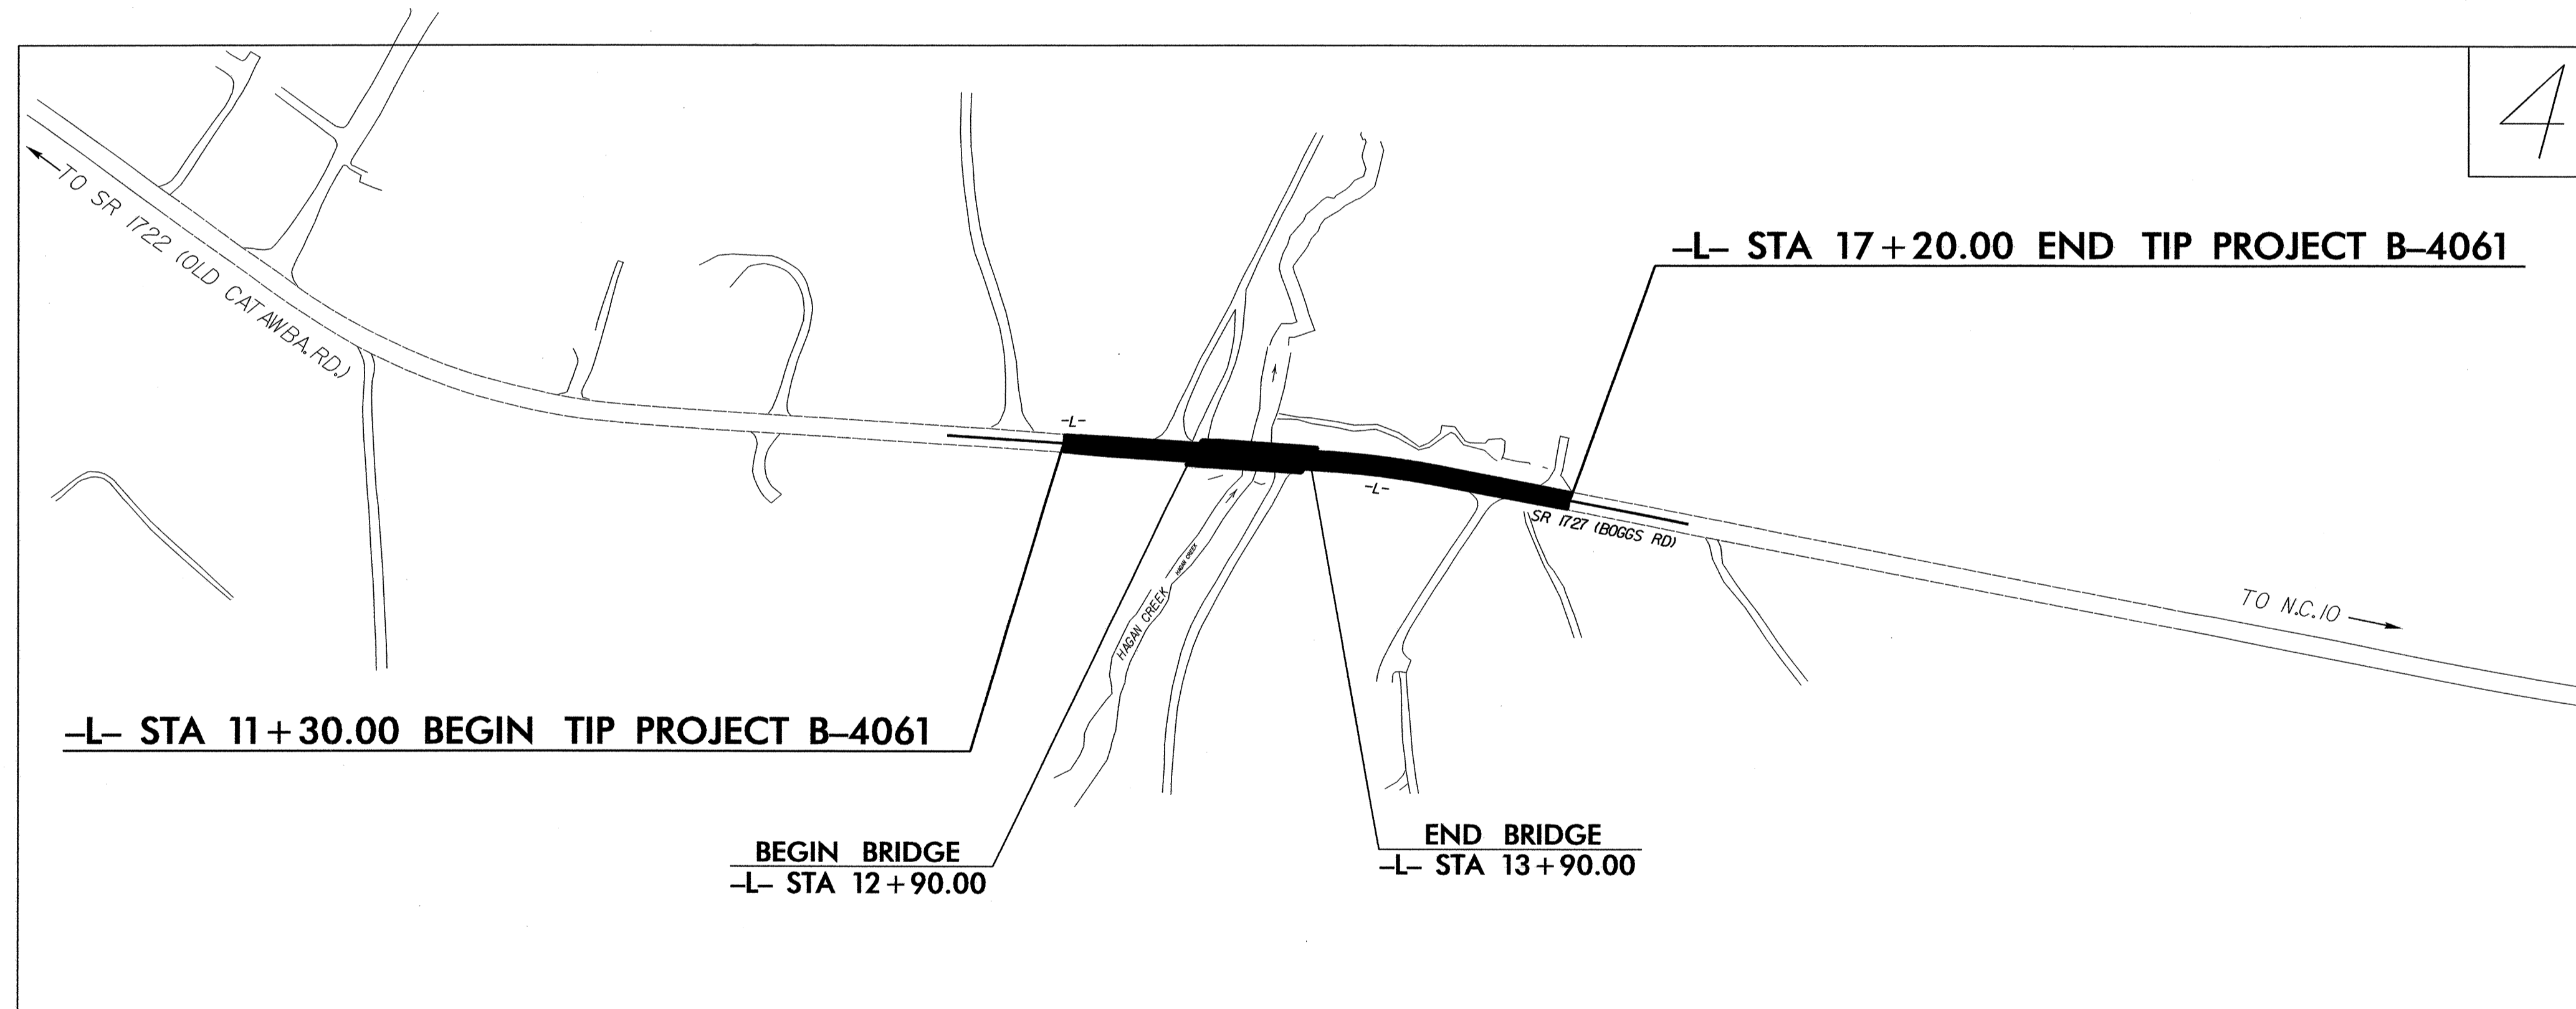 4
-L- STA 17+20.00 END TIP PROJECT B-4061
TO SR 1722 (OLD CATAWBA.RD.)
-L-
-L-
SR 1727 (BOGGS RD)
HAGAN CREEK
HAGAN CREEK
TO N.C.10
-L- STA 11+30.00 BEGIN TIP PROJECT B-4061
BEGIN BRIDGE
-L- STA 12+90.00
END BRIDGE
-L- STA 13+90.00